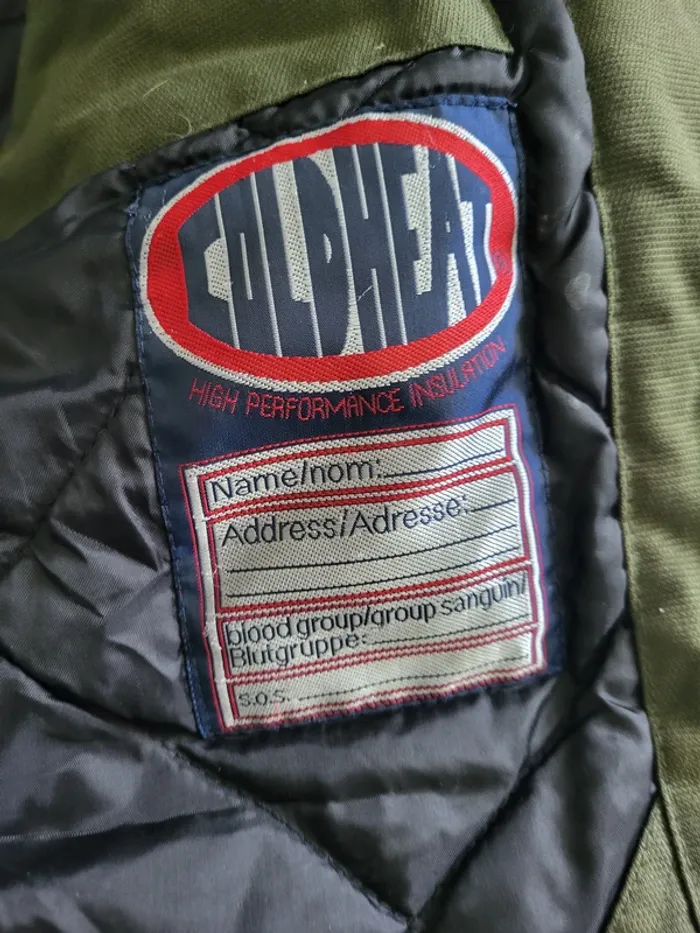 COLDHEAT
HIGH PERFORMANCE INSULATION
Name/nom:
Address/Adresse:
blood group/group sanguin/
Blutgruppe:
S.O.S.